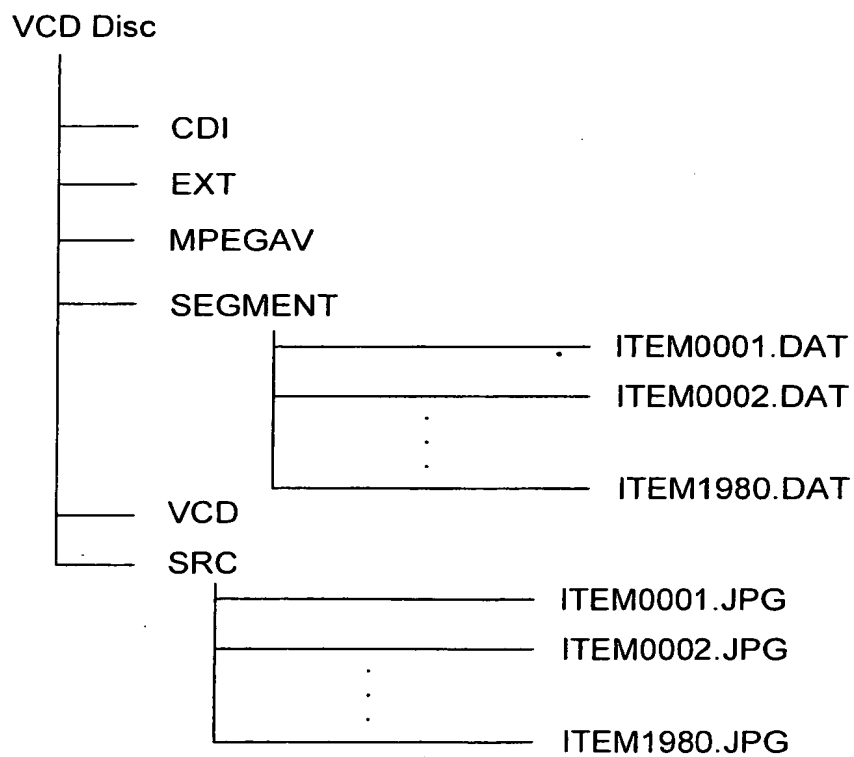 VCD Disc
CDI
EXT
MPEGAV
SEGMENT
ITEM0001.DAT
ITEM0002.DAT
ITEM1980.DAT
VCD
SRC
ITEM0001.JPG
ITEM0002.JPG
ITEM1980.JPG